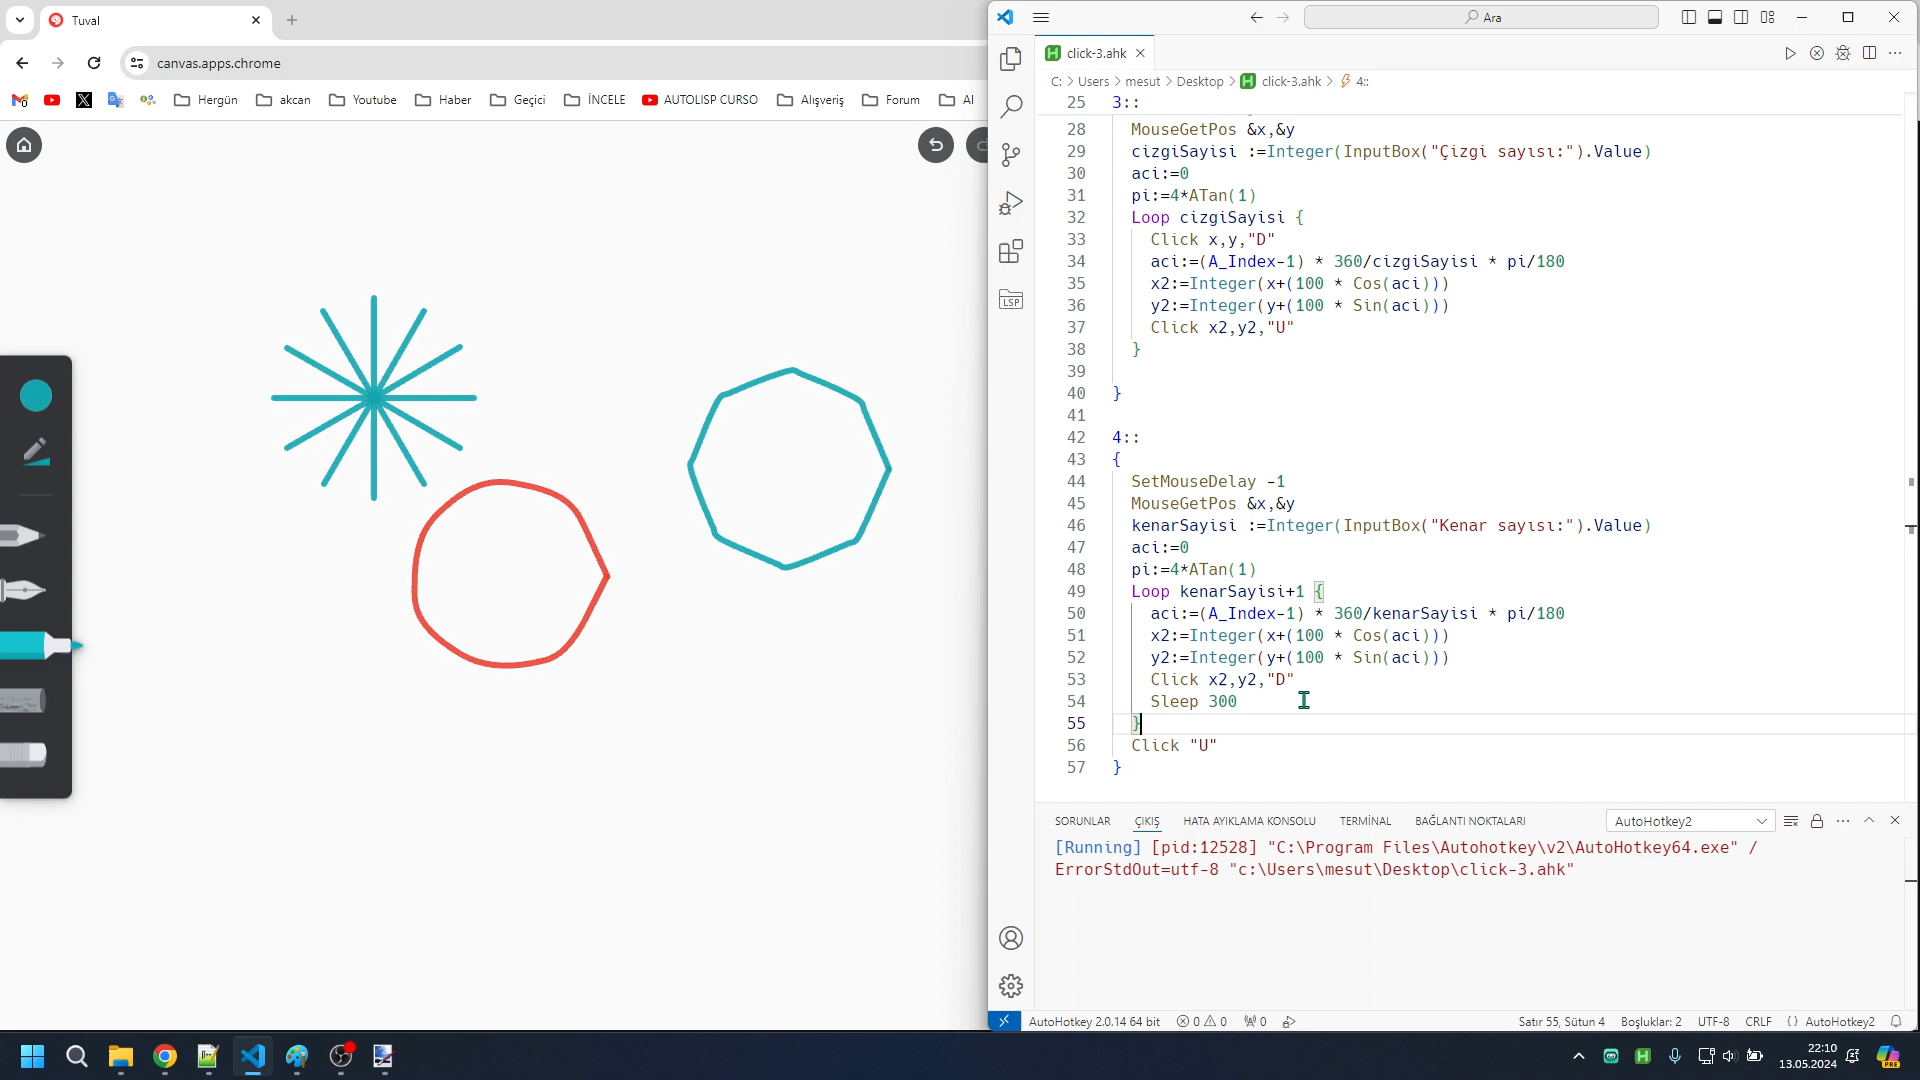 Tuval
canvas.apps.chrome
Hergün
akcan
Youtube
Haber
Geçici
İNCELE
AUTOLISP CURSO
Alışveriş
Forum
AI
Ara
click-3.ahk
C: > Users > mesut > Desktop > click-3.ahk > 4::
25 3::
28 MouseGetPos &x,&y
29 cizgiSayisi :=Integer(InputBox("Çizgi sayısı:").Value)
30 aci:=0
31 pi:=4*ATan(1)
32 Loop cizgiSayisi {
33 Click x,y,"D"
34 aci:=(A_Index-1) * 360/cizgiSayisi * pi/180
35 x2:=Integer(x+(100 * Cos(aci)))
36 y2:=Integer(y+(100 * Sin(aci)))
37 Click x2,y2,"U"
38 }
39
40 }
41
42 4::
43 {
44 SetMouseDelay -1
45 MouseGetPos &x,&y
46 kenarSayisi :=Integer(InputBox("Kenar sayısı:").Value)
47 aci:=0
48 pi:=4*ATan(1)
49 Loop kenarSayisi+1 {
50 aci:=(A_Index-1) * 360/kenarSayisi * pi/180
51 x2:=Integer(x+(100 * Cos(aci)))
52 y2:=Integer(y+(100 * Sin(aci)))
53 Click x2,y2,"D"
54 Sleep 300
55 }
56 Click "U"
57 }
LSP
SORUNLAR
ÇIKIŞ
HATA AYIKLAMA KONSOLU
TERMİNAL
BAĞLANTI NOKTALARI
AutoHotkey2
[Running] [pid:12528] "C:\Program Files\Autohotkey\v2\AutoHotkey64.exe" /
ErrorStdOut=utf-8 "c:\Users\mesut\Desktop\click-3.ahk"
AutoHotkey 2.0.14 64 bit
0 0
0
Satır 55, Sütun 4
Boşluklar: 2
UTF-8
CRLF
{ } AutoHotkey2
22:10
13.05.2024
PRE